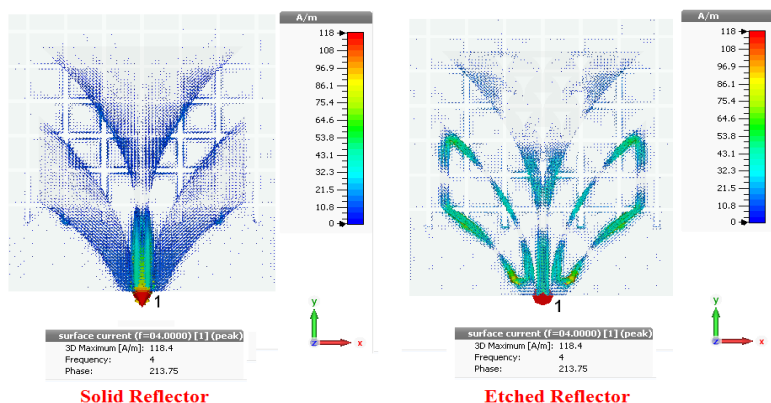 A/m
118
108
96.9
86.1
75.4
64.6
53.8
43.1
32.3
21.5
10.8
0
1
y
z
x
surface current (f=04.0000) [1] (peak)
3D Maximum [A/m]: 118.4
Frequency: 4
Phase: 213.75
Solid Reflector
A/m
118
108
96.9
86.1
75.4
64.6
53.8
43.1
32.3
21.5
10.8
0
1
y
z
x
surface current (f=04.0000) [1] (peak)
3D Maximum [A/m]: 118.4
Frequency: 4
Phase: 213.75
Etched Reflector